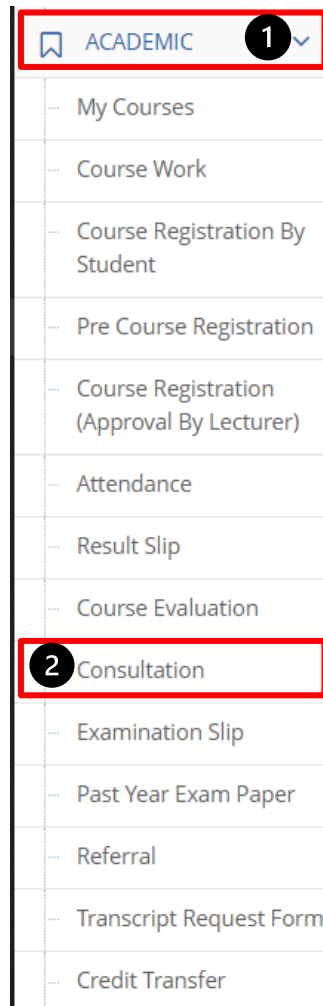 ACADEMIC 1
My Courses
Course Work
Course Registration By
Student
Pre Course Registration
Course Registration
(Approval By Lecturer)
Attendance
Result Slip
Course Evaluation
2 Consultation
Examination Slip
Past Year Exam Paper
Referral
Transcript Request Form
Credit Transfer